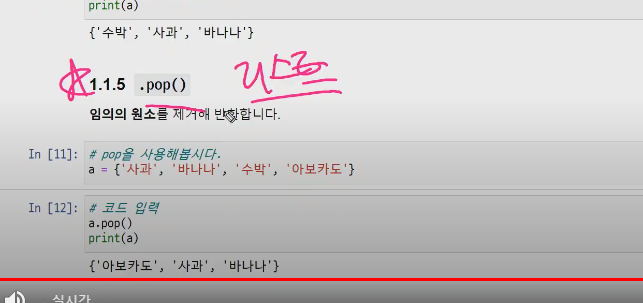 print(a)
{'수박', '사과', '바나나'}
1.1.5 .pop() 리스트
임의의 원소를 제거해 반환합니다.
In [11]: # pop을 사용해봅시다.
a = {'사과', '바나나', '수박', '아보카도'}
In [12]: # 코드 입력
a.pop()
print(a)
{'아보카도', '사과', '바나나'}
실시간